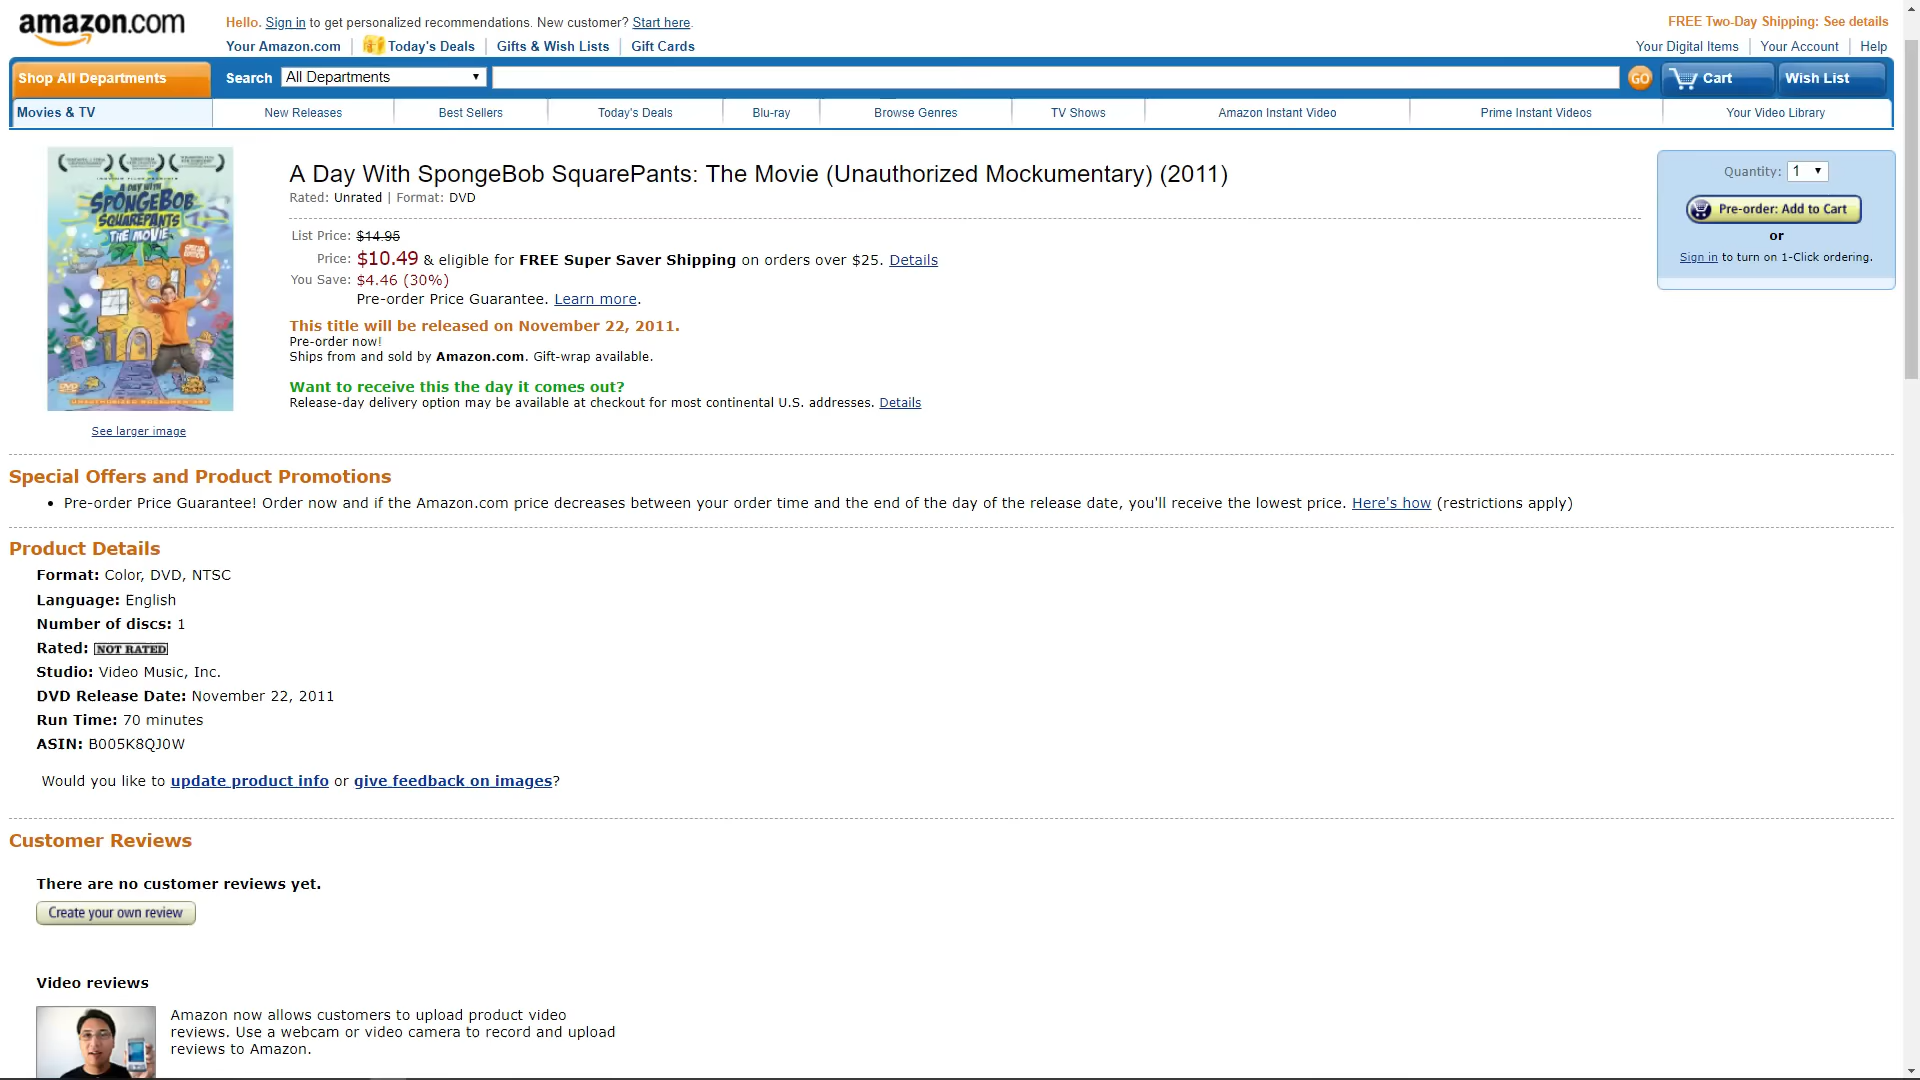 amazon.com
Hello. Sign in to get personalized recommendations. New customer? Start here.
FREE Two-Day Shipping: See details
Your Amazon.com
Today's Deals
Gifts & Wish Lists
Gift Cards
Your Digital Items
Your Account
Help
Shop All Departments
Search
All Departments
GO
Cart
Wish List
Movies & TV
New Releases
Best Sellers
Today's Deals
Blu-ray
Browse Genres
TV Shows
Amazon Instant Video
Prime Instant Videos
Your Video Library
A DAY WITH
SPONGEBOB
SQUAREPANTS
THE MOVIE
DVD
UNAUTHORIZED MOCKUMENTARY
See larger image
A Day With SpongeBob SquarePants: The Movie (Unauthorized Mockumentary) (2011)
Rated: Unrated | Format: DVD
List Price: $14.95
Price: $10.49 & eligible for FREE Super Saver Shipping on orders over $25. Details
You Save: $4.46 (30%)
Pre-order Price Guarantee. Learn more.
This title will be released on November 22, 2011.
Pre-order now!
Ships from and sold by Amazon.com. Gift-wrap available.
Want to receive this the day it comes out?
Release-day delivery option may be available at checkout for most continental U.S. addresses. Details
Quantity: 1
Pre-order: Add to Cart
or
Sign in to turn on 1-Click ordering.
Special Offers and Product Promotions
• Pre-order Price Guarantee! Order now and if the Amazon.com price decreases between your order time and the end of the day of the release date, you'll receive the lowest price. Here's how (restrictions apply)
Product Details
Format: Color, DVD, NTSC
Language: English
Number of discs: 1
Rated: NOT RATED
Studio: Video Music, Inc.
DVD Release Date: November 22, 2011
Run Time: 70 minutes
ASIN: B005K8QJ0W
Would you like to update product info or give feedback on images?
Customer Reviews
There are no customer reviews yet.
Create your own review
Video reviews
Amazon now allows customers to upload product video
reviews. Use a webcam or video camera to record and upload
reviews to Amazon.